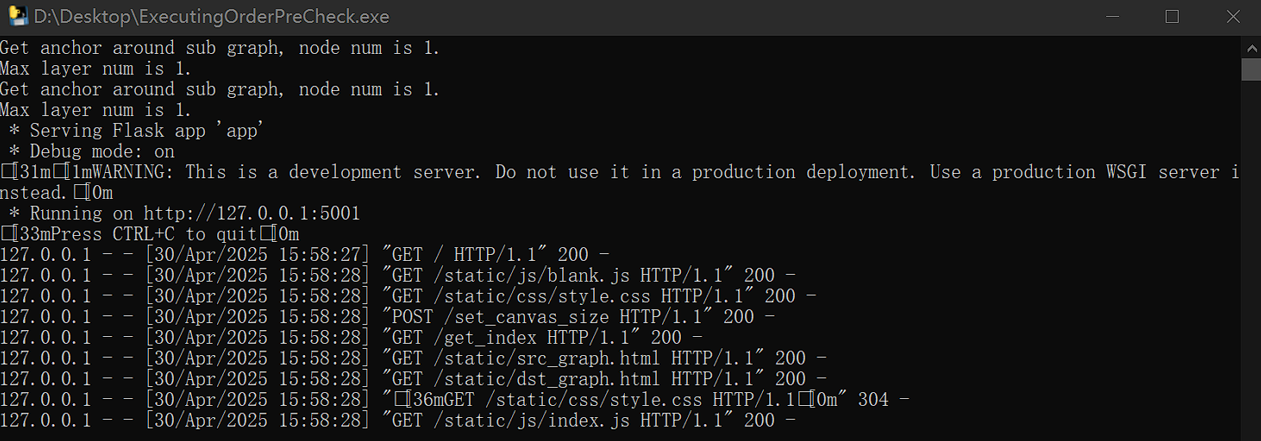 D:\Desktop\ExecutingOrderPreCheck.exe
Get anchor around sub graph, node num is 1.
Max layer num is 1.
Get anchor around sub graph, node num is 1.
Max layer num is 1.
 * Serving Flask app 'app'
 * Debug mode: on
□[31m□[1mWARNING: This is a development server. Do not use it in a production deployment. Use a production WSGI server i
nstead.□[0m
 * Running on http://127.0.0.1:5001
□[33mPress CTRL+C to quit□[0m
127.0.0.1 - - [30/Apr/2025 15:58:27] "GET / HTTP/1.1" 200 -
127.0.0.1 - - [30/Apr/2025 15:58:28] "GET /static/js/blank.js HTTP/1.1" 200 -
127.0.0.1 - - [30/Apr/2025 15:58:28] "GET /static/css/style.css HTTP/1.1" 200 -
127.0.0.1 - - [30/Apr/2025 15:58:28] "POST /set_canvas_size HTTP/1.1" 200 -
127.0.0.1 - - [30/Apr/2025 15:58:28] "GET /get_index HTTP/1.1" 200 -
127.0.0.1 - - [30/Apr/2025 15:58:28] "GET /static/src_graph.html HTTP/1.1" 200 -
127.0.0.1 - - [30/Apr/2025 15:58:28] "GET /static/dst_graph.html HTTP/1.1" 200 -
127.0.0.1 - - [30/Apr/2025 15:58:28] "□[36mGET /static/css/style.css HTTP/1.1□[0m" 304 -
127.0.0.1 - - [30/Apr/2025 15:58:28] "GET /static/js/index.js HTTP/1.1" 200 -